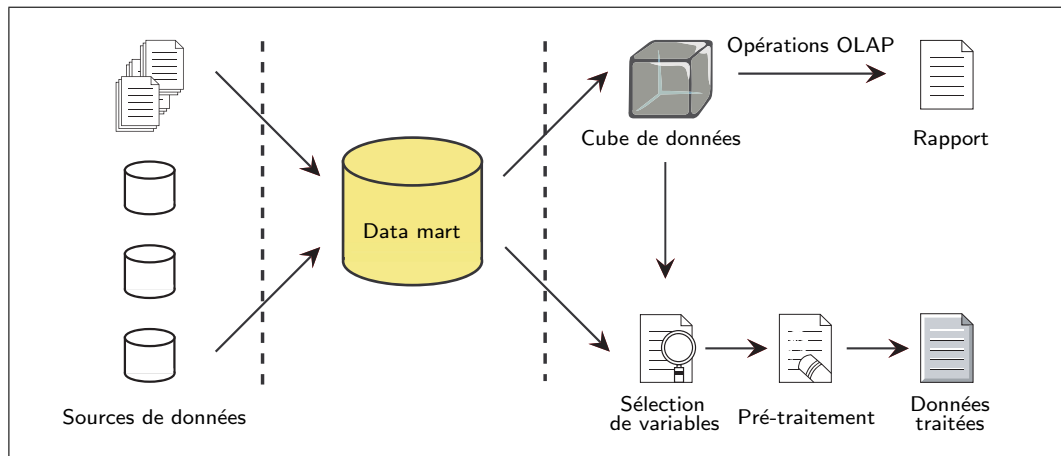 Opérations OLAP
Cube de données
Rapport
Data mart
Sources de données
Sélection
de variables
Pré-traitement
Données
traitées